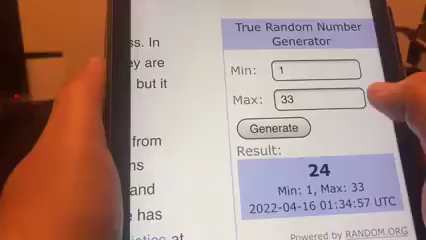 True Random Number
Generator
ss. In
ey are
but it
from
ns
and
has
at
Min: 1
Max: 33
Generate
Result:
24
Min: 1, Max: 33
2022-04-16 01:34:57 UTC
Powered by RANDOM.ORG